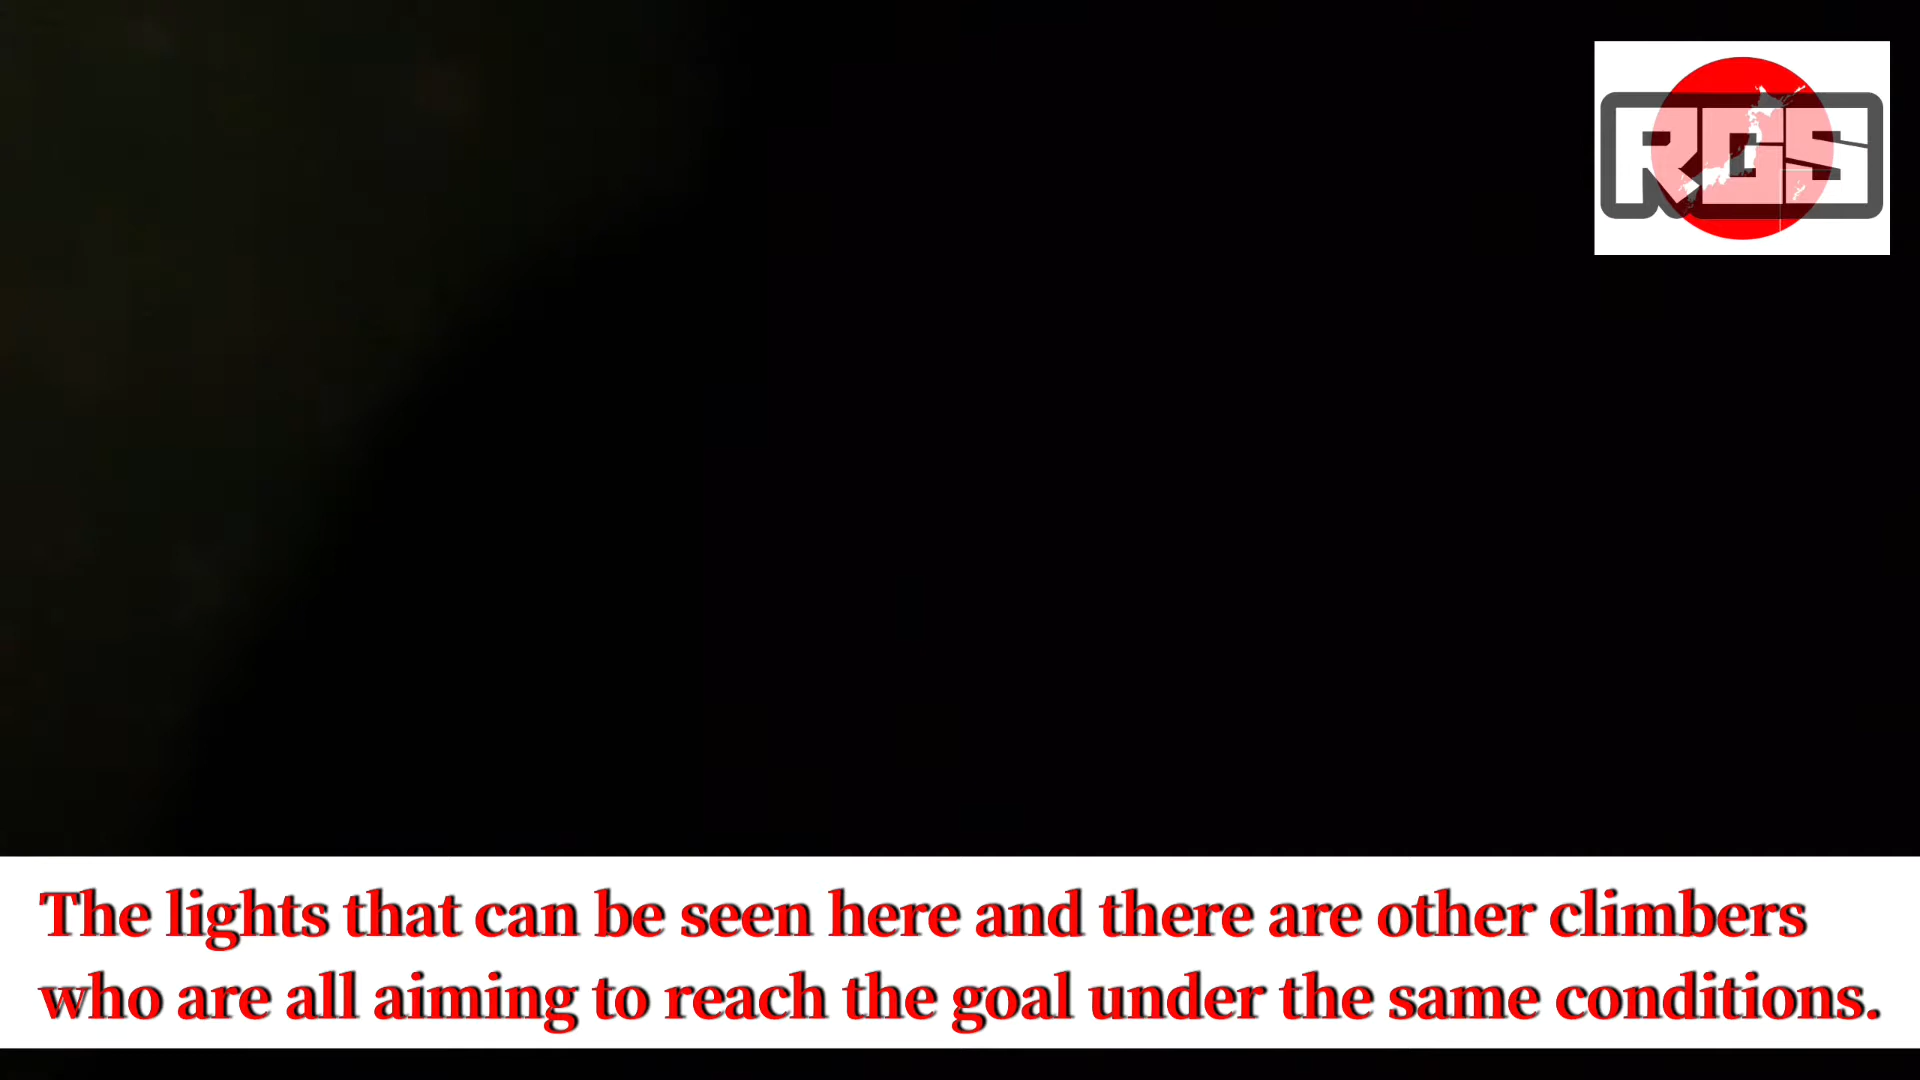 RGS
The lights that can be seen here and there are other climbers
who are all aiming to reach the goal under the same conditions.